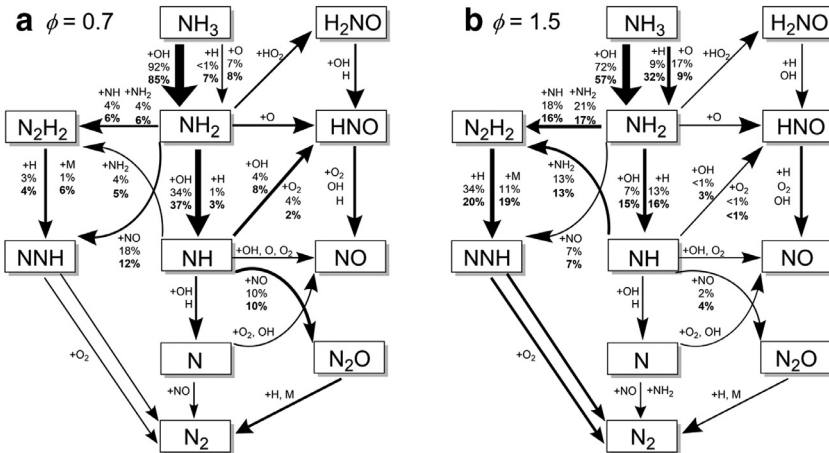 a ϕ = 0.7
NH3
H2NO
+OH
92%
85%
+H
<1%
7%
+O
7%
8%
+HO2
+OH
H
+NH
4%
6%
+NH2
4%
6%
N2H2
NH2
+O
HNO
+H
3%
4%
+M
1%
6%
+NH2
4%
5%
+OH
34%
37%
+H
1%
3%
+OH
4%
8%
+O2
4%
2%
+O2
OH
H
+NO
18%
12%
NNH
NH
+OH, O, O2
NO
+NO
10%
10%
+OH
H
+O2, OH
+O2
N
N2O
+NO
+H, M
N2
b ϕ = 1.5
NH3
H2NO
+OH
72%
57%
+H
9%
32%
+O
17%
9%
+HO2
+H
OH
+NH
18%
16%
+NH2
21%
17%
N2H2
NH2
+O
HNO
+H
34%
20%
+M
11%
19%
+NH2
13%
13%
+OH
7%
15%
+H
13%
16%
+OH
<1%
3%
+O2
<1%
<1%
+H
O2
OH
+NO
7%
7%
NNH
NH
+OH, O2
NO
+NO
2%
4%
+OH
H
+O2, OH
+O2
N
N2O
+NO
+NH2
+H, M
N2